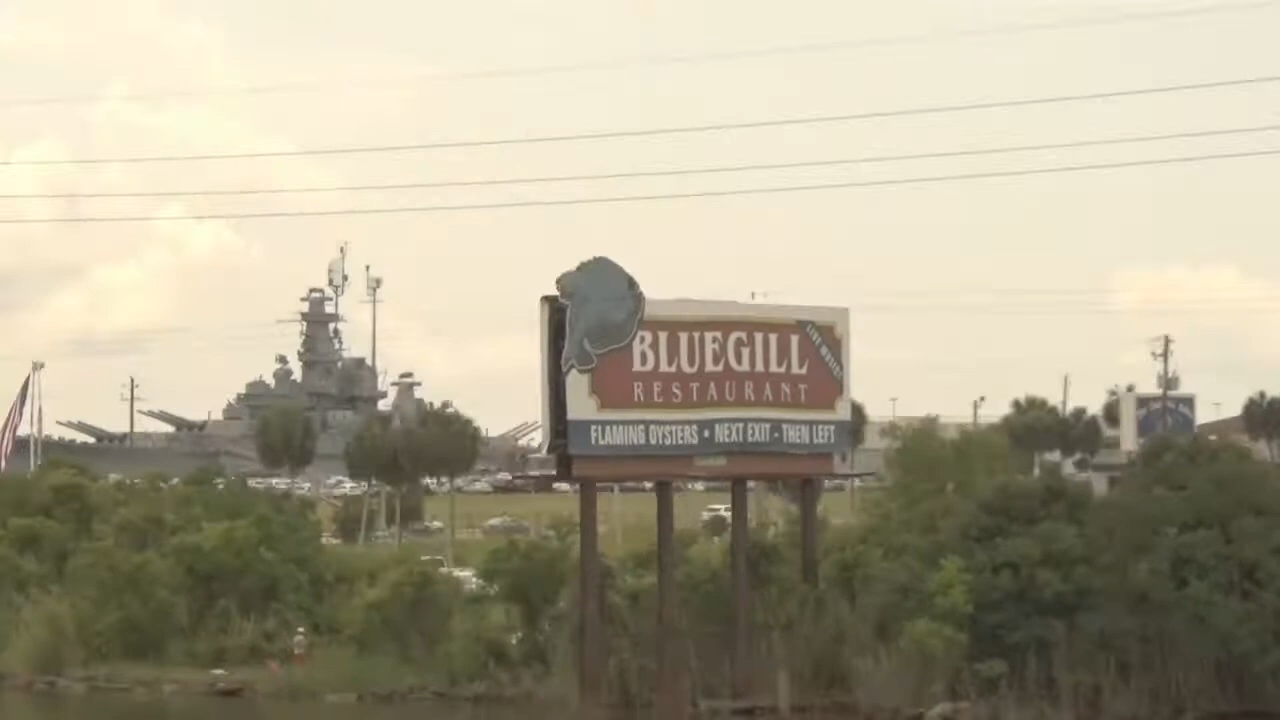 BLUEGILL
RESTAURANT
LIVE MUSIC
FLAMING OYSTERS • NEXT EXIT - THEN LEFT